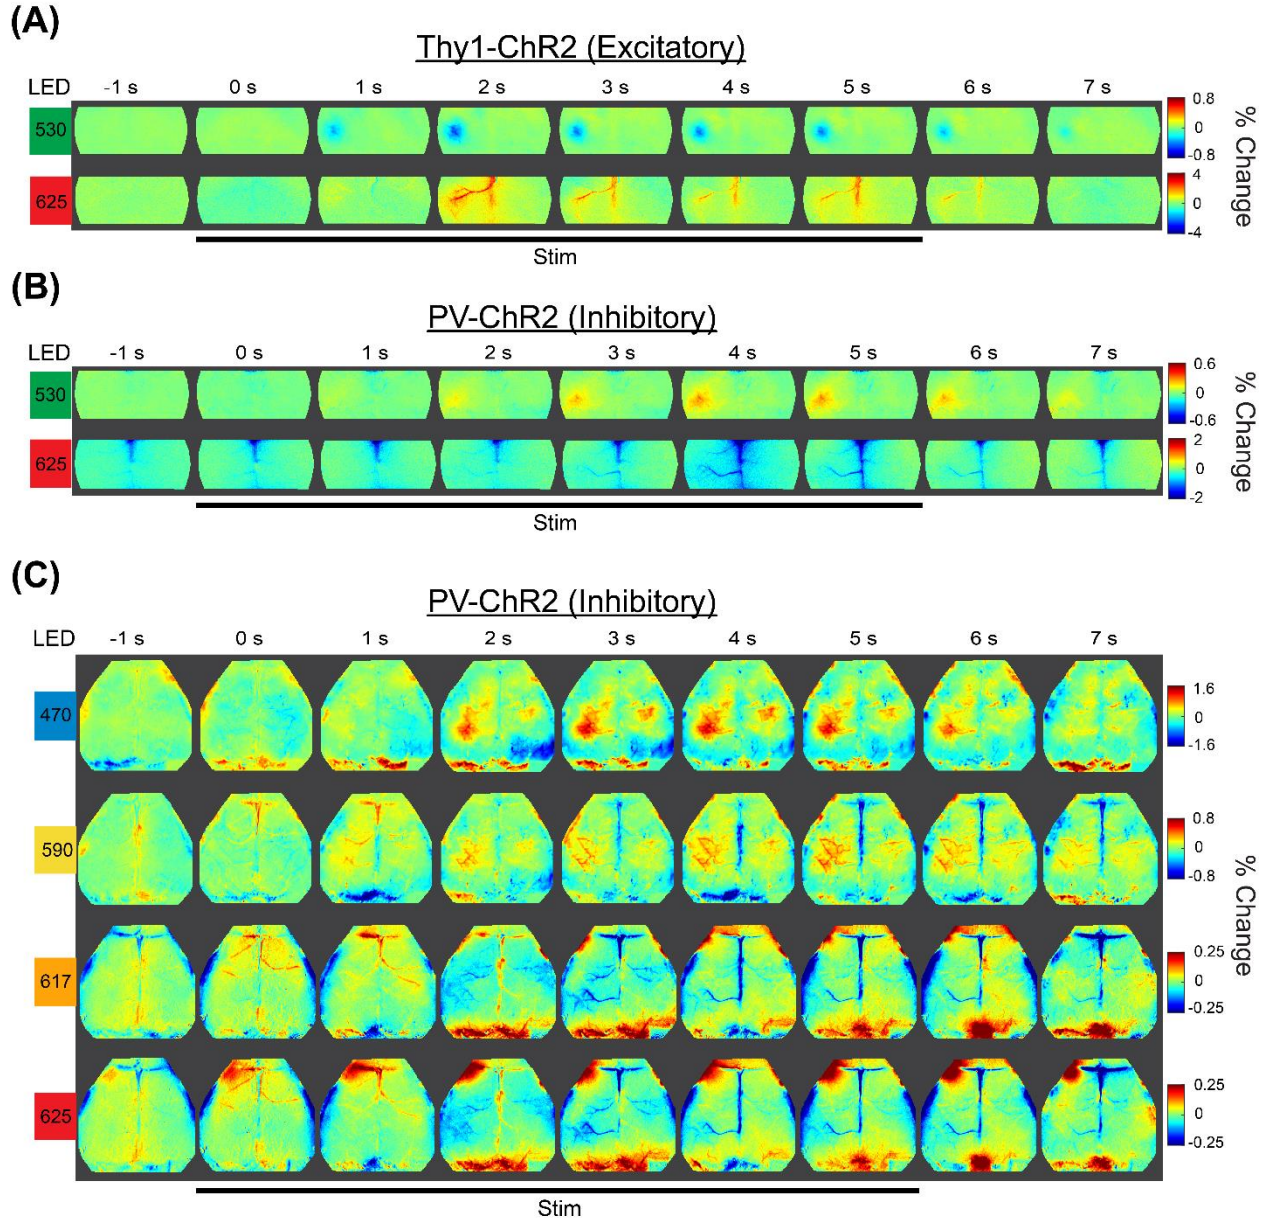 (A)
Thy1-ChR2 (Excitatory)
LED -1 s 0 s 1 s 2 s 3 s 4 s 5 s 6 s 7 s
530
0.8
0
-0.8
625
4
0
-4
% Change
Stim
(B)
PV-ChR2 (Inhibitory)
LED -1 s 0 s 1 s 2 s 3 s 4 s 5 s 6 s 7 s
530
0.6
0
-0.6
625
2
0
-2
% Change
Stim
(C)
PV-ChR2 (Inhibitory)
LED -1 s 0 s 1 s 2 s 3 s 4 s 5 s 6 s 7 s
470
1.6
0
-1.6
590
0.8
0
-0.8
617
0.25
0
-0.25
625
0.25
0
-0.25
% Change
Stim